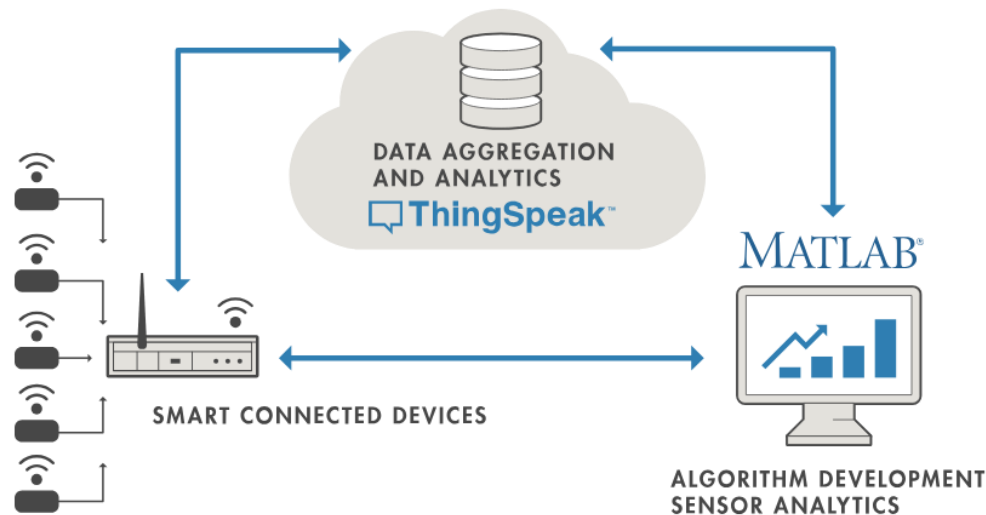 DATA AGGREGATION
AND ANALYTICS
ThingSpeak™
MATLAB®
SMART CONNECTED DEVICES
ALGORITHM DEVELOPMENT
SENSOR ANALYTICS